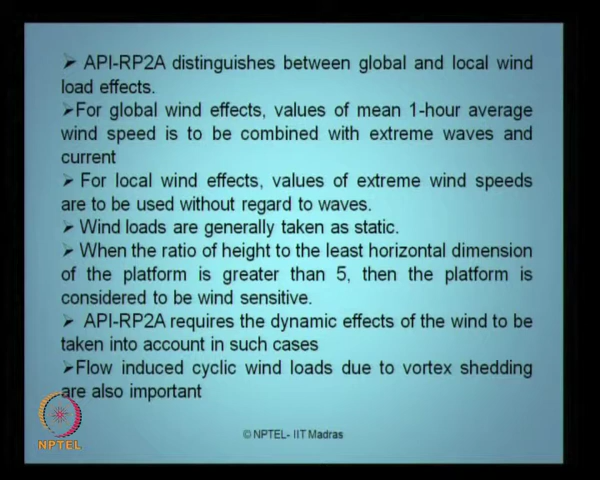 ➢ API-RP2A distinguishes between global and local wind
load effects.
➢For global wind effects, values of mean 1-hour average
wind speed is to be combined with extreme waves and
current
➢ For local wind effects, values of extreme wind speeds
are to be used without regard to waves.
➢ Wind loads are generally taken as static.
➢ When the ratio of height to the least horizontal dimension
of the platform is greater than 5, then the platform is
considered to be wind sensitive.
➢ API-RP2A requires the dynamic effects of the wind to be
taken into account in such cases
➢Flow induced cyclic wind loads due to vortex shedding
are also important
NPTEL
© NPTEL- IIT Madras